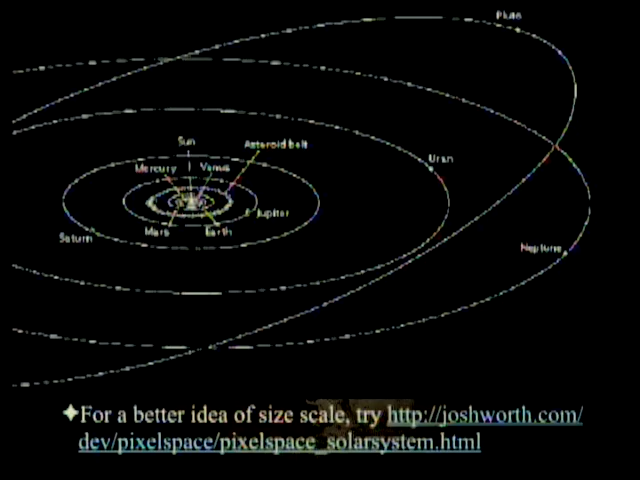 Pluto
Sun
Asteroid belt
Mercury
Venus
Uran
Jupiter
Saturn
Mars
Earth
Neptune
✦For a better idea of size scale, try http://joshworth.com/
dev/pixelspace/pixelspace_solarsystem.html